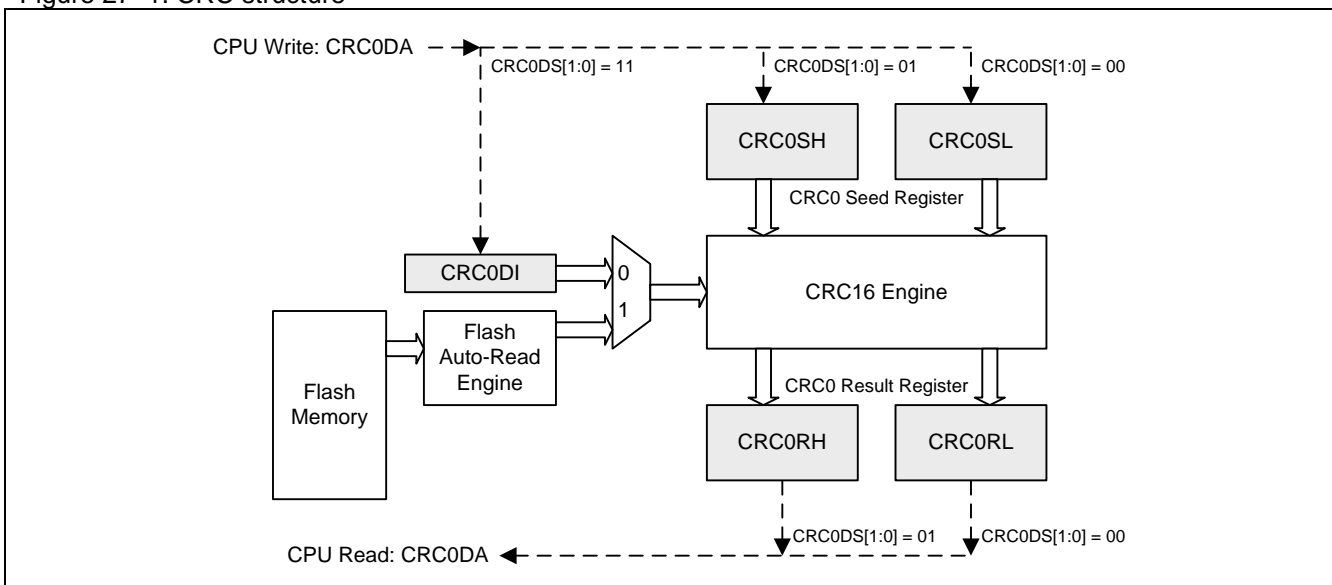 CPU Write: CRC0DA
CRC0DS[1:0] = 11
CRC0DS[1:0] = 01
CRC0DS[1:0] = 00
CRC0SH
CRC0SL
CRC0 Seed Register
CRC0DI
0
1
CRC16 Engine
Flash
Memory
Flash
Auto-Read
Engine
CRC0 Result Register
CRC0RH
CRC0RL
CRC0DS[1:0] = 01
CRC0DS[1:0] = 00
CPU Read: CRC0DA